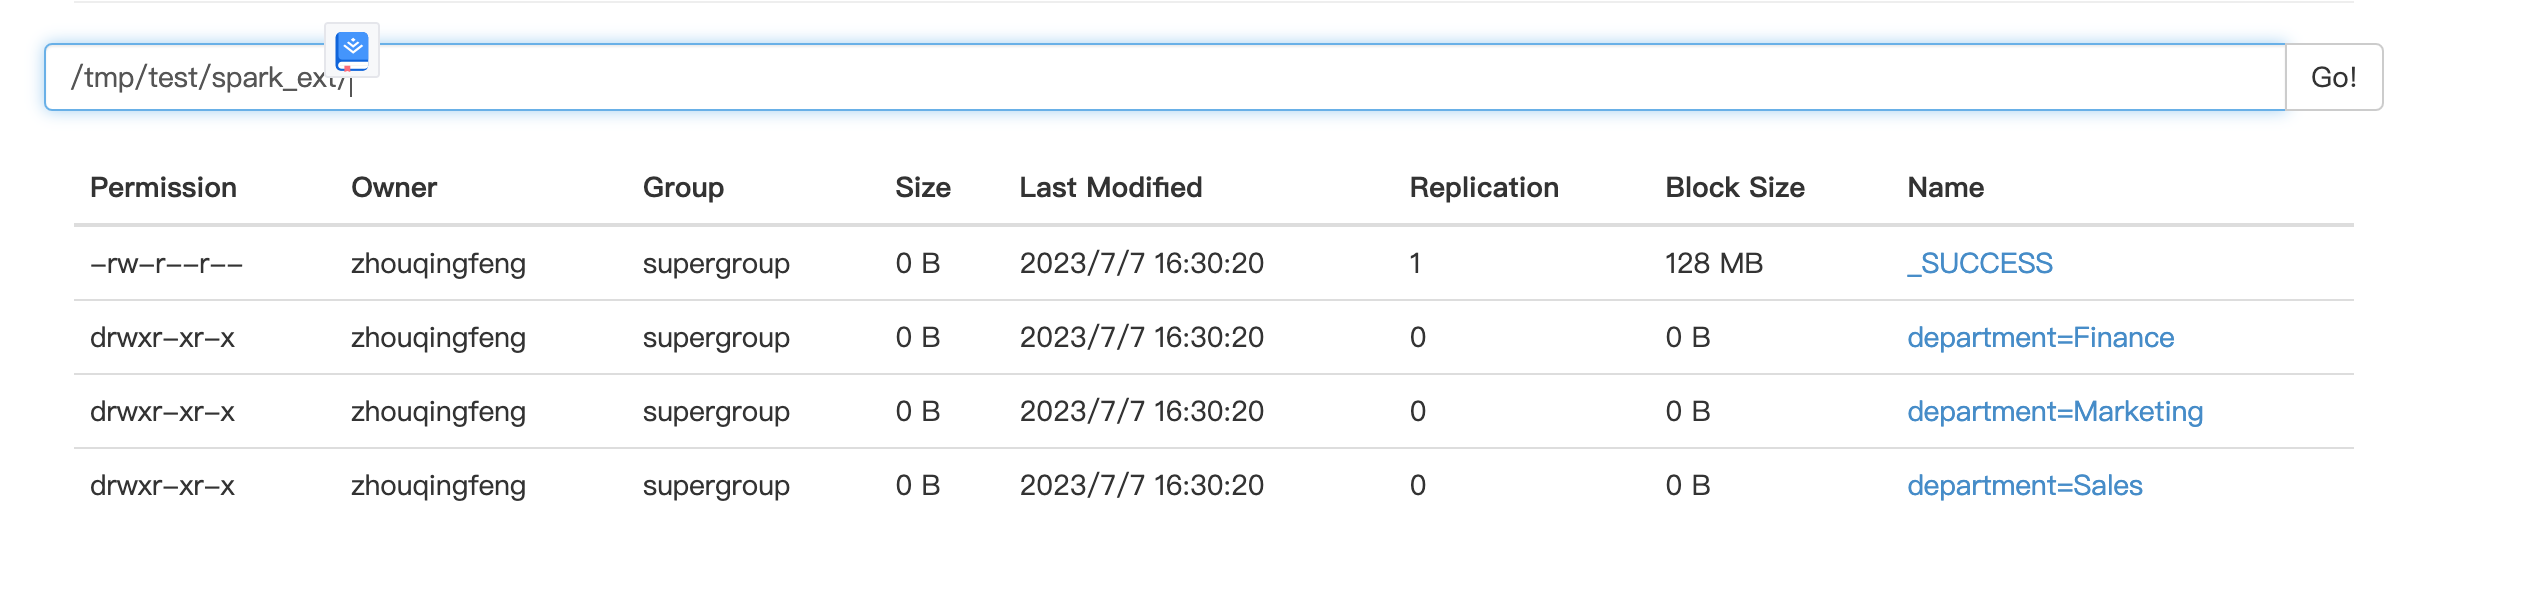 /tmp/test/spark_ext/ Go!
Permission Owner Group Size Last Modified Replication Block Size Name
-rw-r--r-- zhouqingfeng supergroup 0 B 2023/7/7 16:30:20 1 128 MB _SUCCESS
drwxr-xr-x zhouqingfeng supergroup 0 B 2023/7/7 16:30:20 0 0 B department=Finance
drwxr-xr-x zhouqingfeng supergroup 0 B 2023/7/7 16:30:20 0 0 B department=Marketing
drwxr-xr-x zhouqingfeng supergroup 0 B 2023/7/7 16:30:20 0 0 B department=Sales